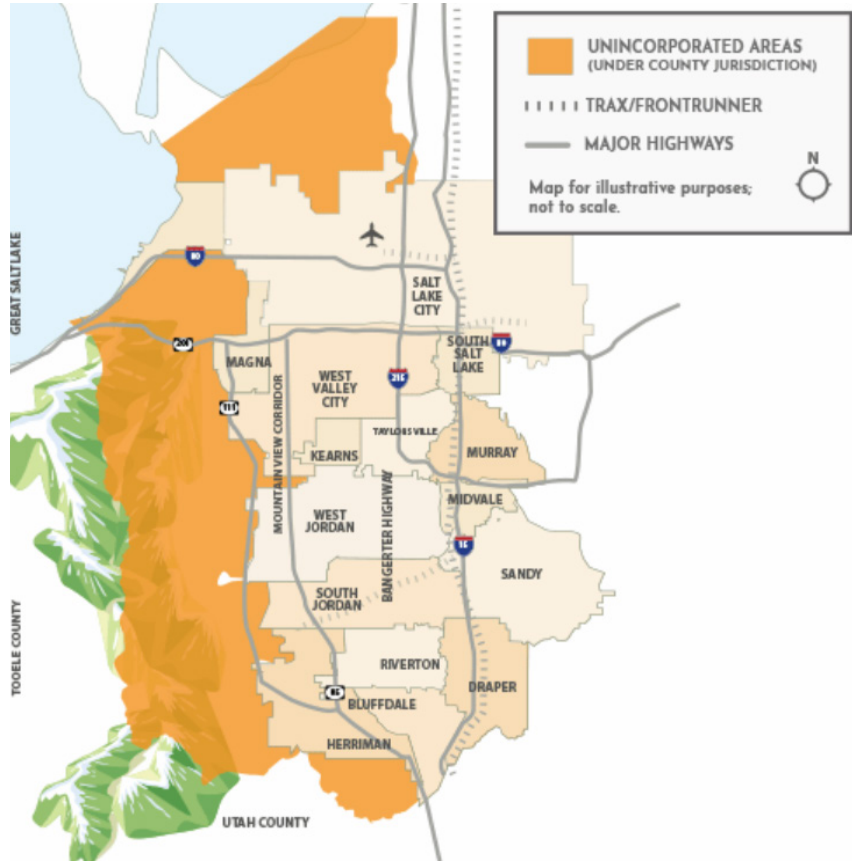 UNINCORPORATED AREAS
(UNDER COUNTY JURISDICTION)
TRAX/FRONTRUNNER
MAJOR HIGHWAYS
Map for illustrative purposes;
not to scale.
N
GREAT SALT LAKE
80
SALT
LAKE
CITY
201
MAGNA
SOUTH
SALT
LAKE
80
WEST
VALLEY
CITY
215
111
MOUNTAIN VIEW CORRIDOR
TAYLORSVILLE
KEARNS
MURRAY
BANGERTER HIGHWAY
MIDVALE
WEST
JORDAN
15
SANDY
SOUTH
JORDAN
TOOELE COUNTY
RIVERTON
85
DRAPER
BLUFFDALE
HERRIMAN
UTAH COUNTY